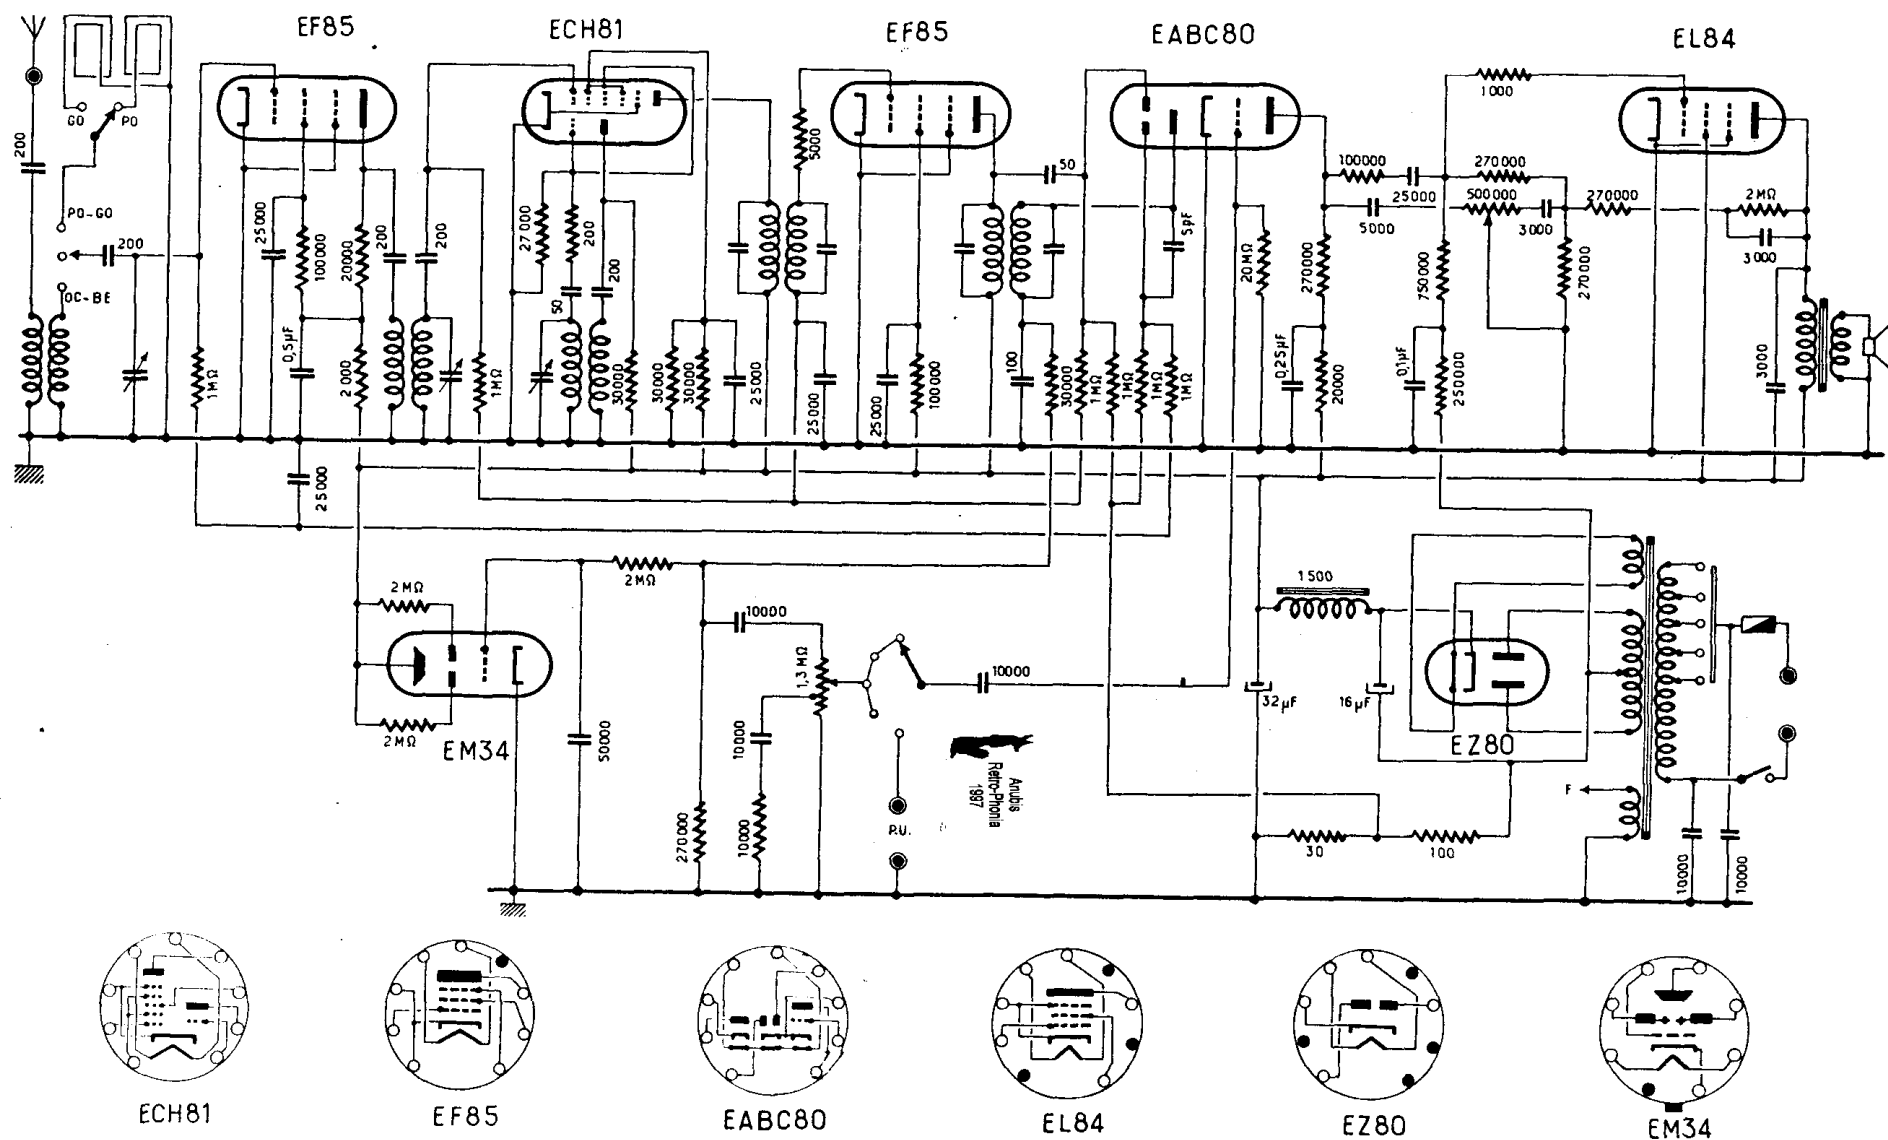 EF85
ECH81
EF85
EABC80
EL84
GO
PO
200
PO-GO
200
OC-BE
25000
100000
20000
200
200
27000
200
200
50
5000
50
5pF
20MΩ
100000
25000
270000
500000
5000
3000
270000
1000
270000
2MΩ
3000
270000
750000
1MΩ
0,5µF
2000
1MΩ
30000
30000
30000
25000
25000
25000
100000
100
30000
1MΩ
1MΩ
1MΩ
1MΩ
0,25µF
20000
0,1µF
250000
3000
25000
2MΩ
2MΩ
2MΩ
EM34
50000
10000
1,3MΩ
10000
10000
270000
10000
P.U.
Anubis
Retro-Phonia
1997
1500
32µF
16µF
EZ80
30
100
F
10000
10000
ECH81
EF85
EABC80
EL84
EZ80
EM34